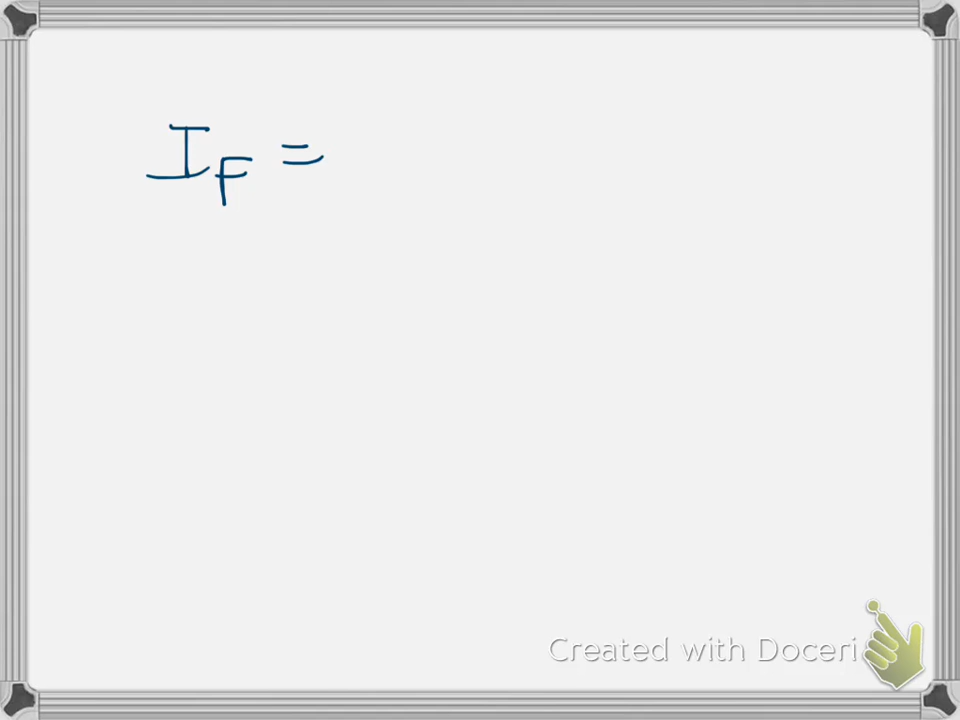 I_F =
Created with Doceri